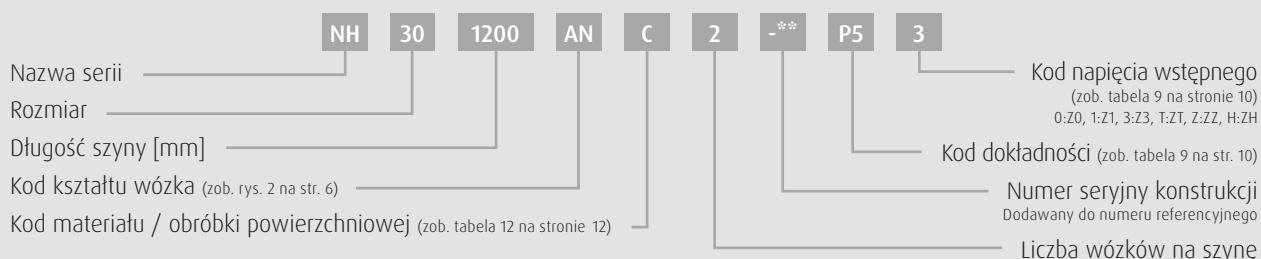 NH 30 1200 AN C 2 -** P5 3
Nazwa serii
Rozmiar
Długość szyny [mm]
Kod kształtu wózka (zob. rys. 2 na str. 6)
Kod materiału / obróbki powierzchniowej (zob. tabela 12 na stronie 12)
Kod napięcia wstępnego
(zob. tabela 9 na stronie 10)
0:Z0, 1:Z1, 3:Z3, T:ZT, Z:ZZ, H:ZH
Kod dokładności (zob. tabela 9 na str. 10)
Numer seryjny konstrukcji
Dodawany do numeru referencyjnego
Liczba wózków na szynę